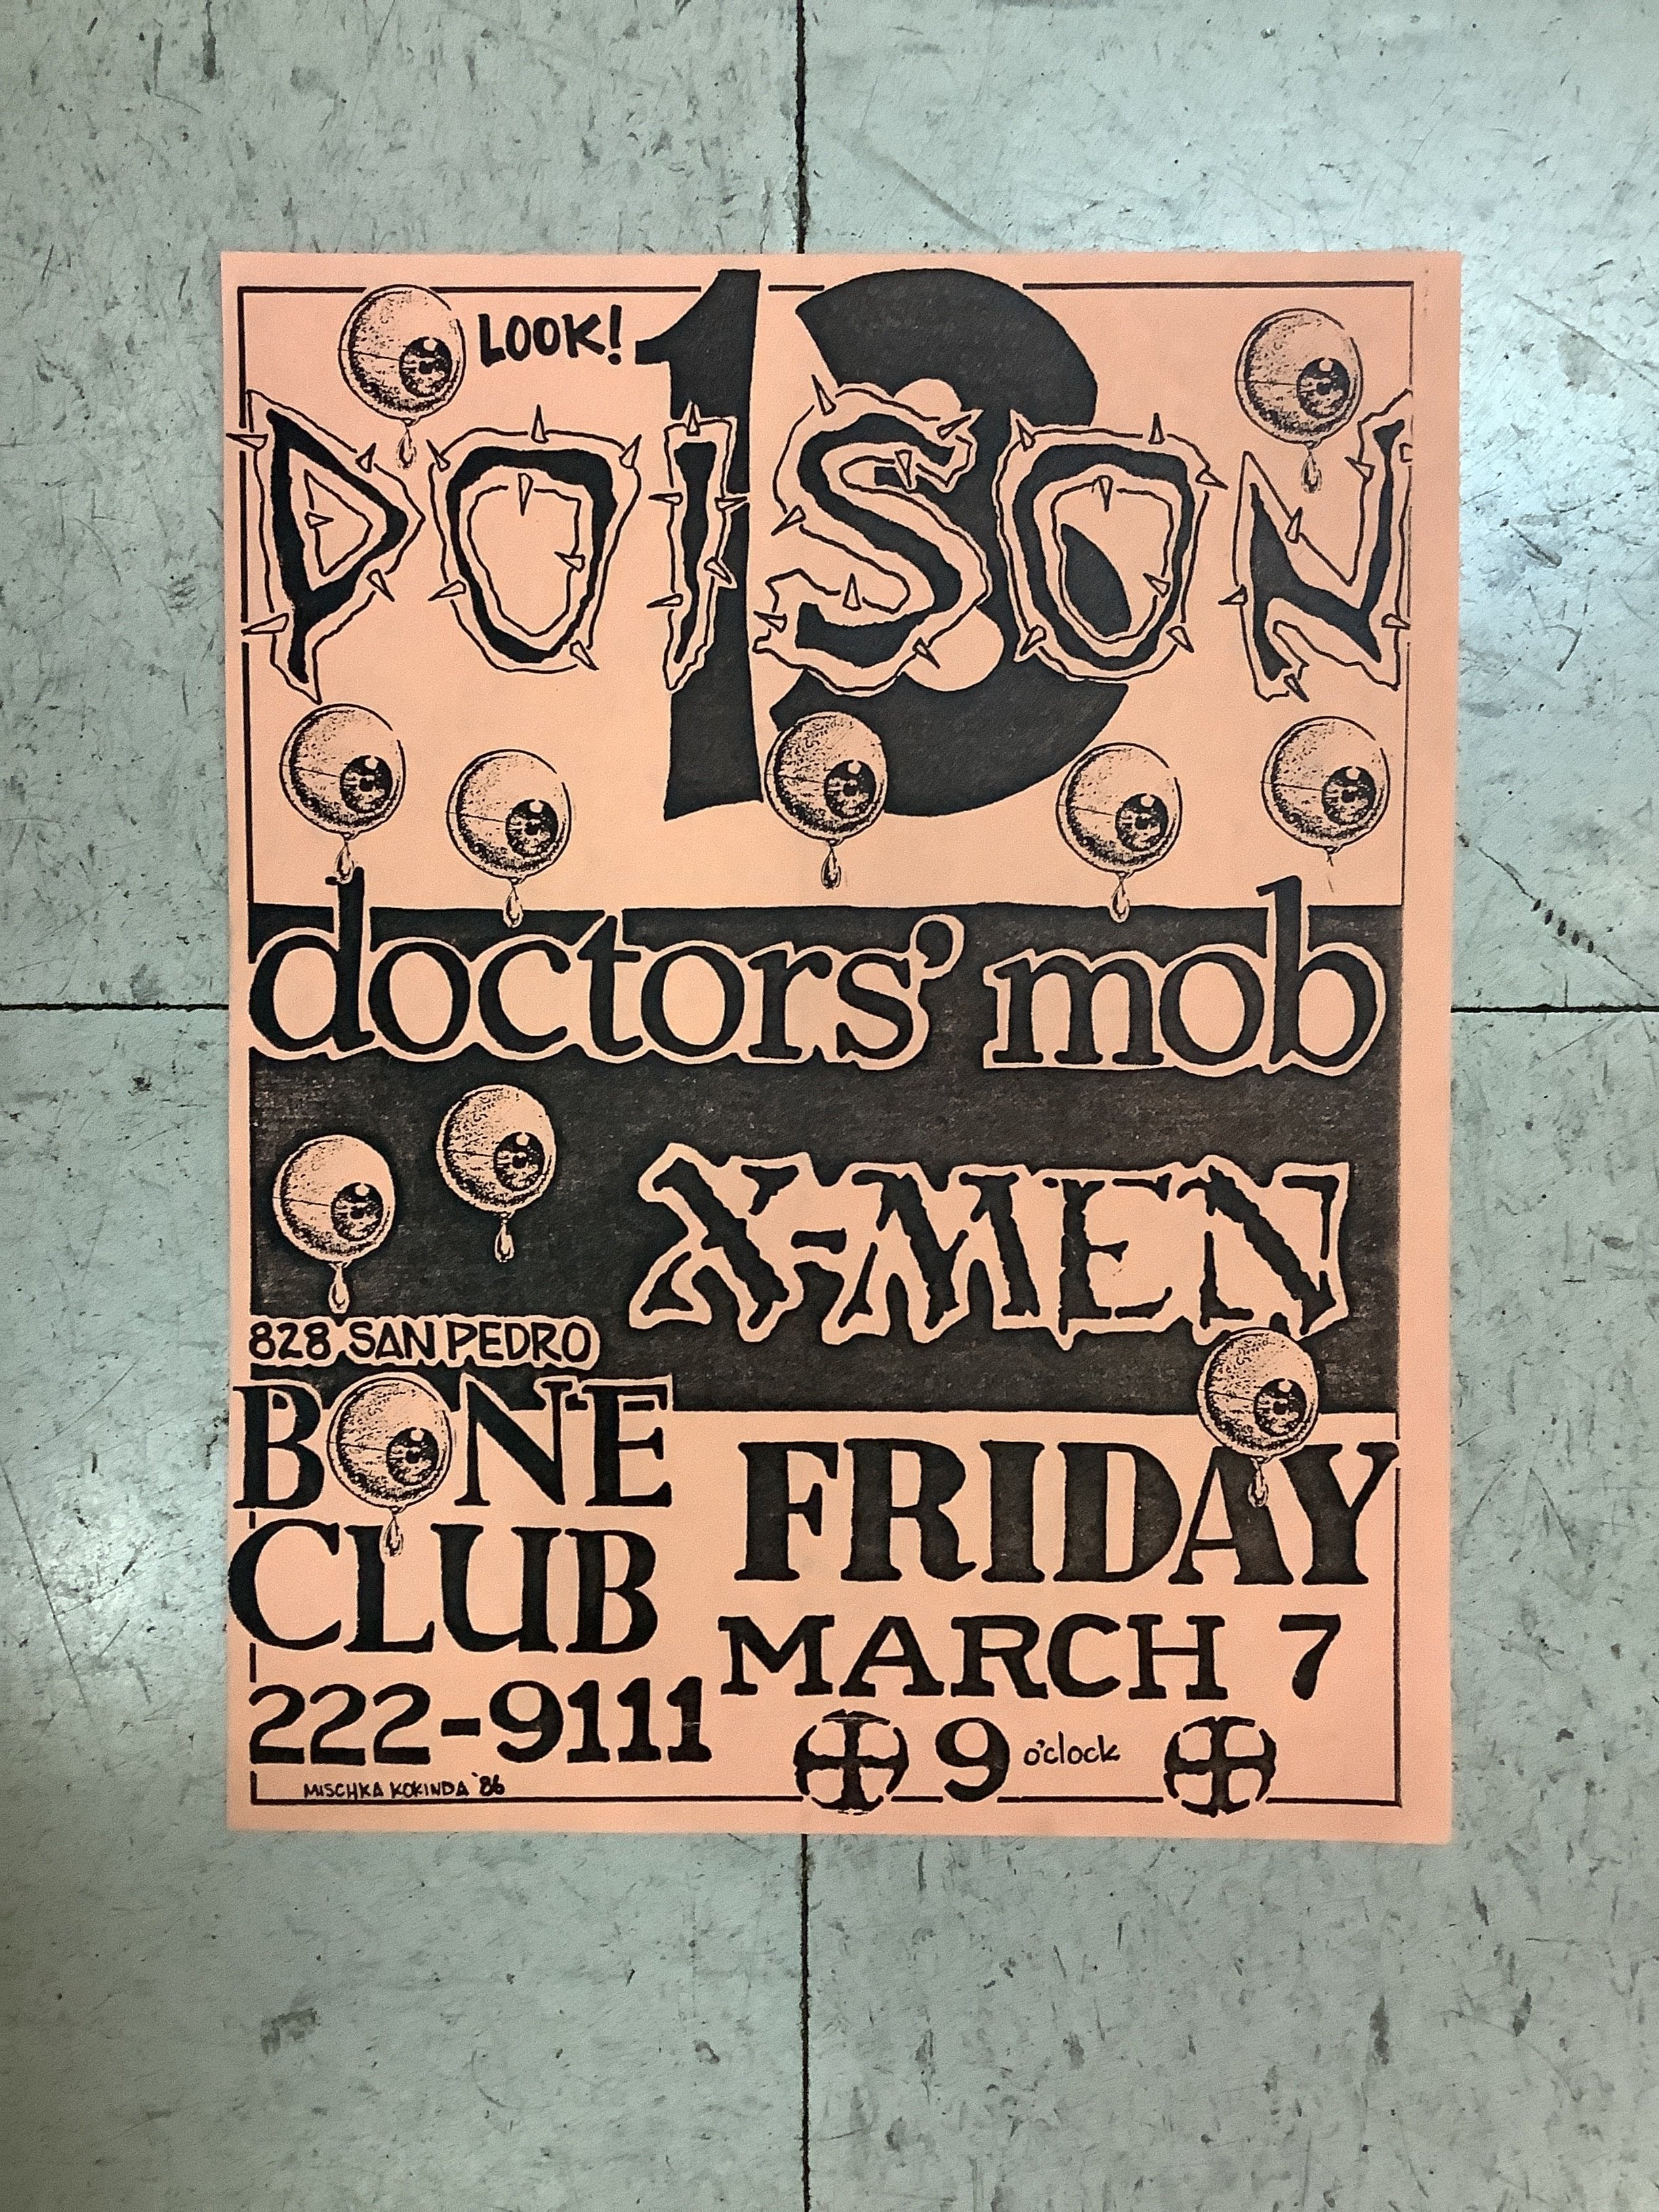 LOOK!
POISON 13
doctors' mob
X-MEN
828 SAN PEDRO
BONE
CLUB
222-9111
FRIDAY
MARCH 7
9 o'clock
MISCHKA KOKINDA '86